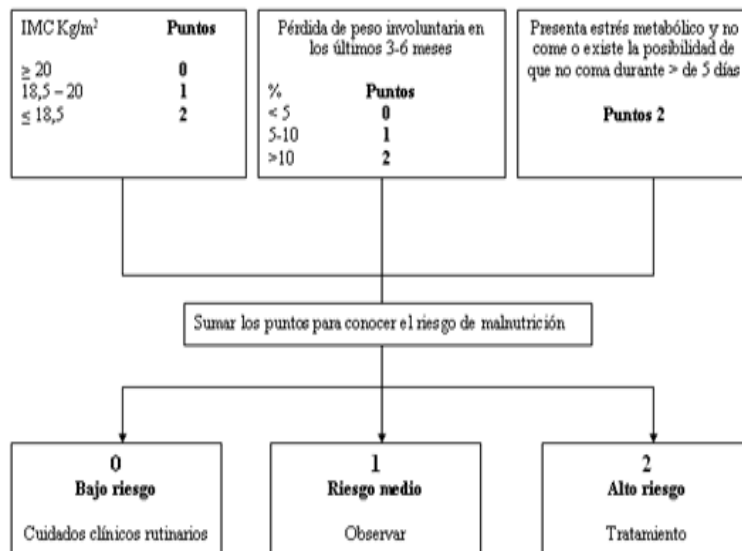 IMC Kg/m² Puntos
≥ 20 0
18,5 – 20 1
≤ 18,5 2
Pérdida de peso involuntaria en
los últimos 3-6 meses
% Puntos
< 5 0
5-10 1
>10 2
Presenta estrés metabólico y no
come o existe la posibilidad de
que no coma durante > de 5 días
Puntos 2
Sumar los puntos para conocer el riesgo de malnutrición
0
Bajo riesgo
Cuidados clínicos rutinarios
1
Riesgo medio
Observar
2
Alto riesgo
Tratamiento